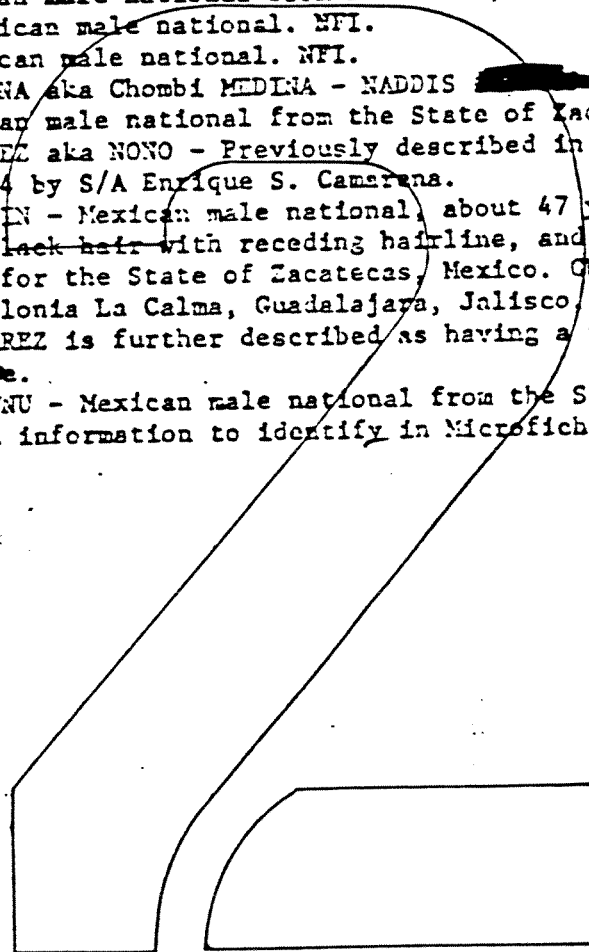 ican male national. NFI.
can male national. NFI.
NA aka Chombi MEDINA - NADDIS
an male national from the State of Zac
EZ aka NONO - Previously described in
4 by S/A Enrique S. Camarena.
IN - Mexican male national, about 47
lack hair with receding hairline, and
for the State of Zacatecas, Mexico.
lonia La Calma, Guadalajara, Jalisco,
REZ is further described as having a
e.
NU - Mexican male national from the S
information to identify in Microfich